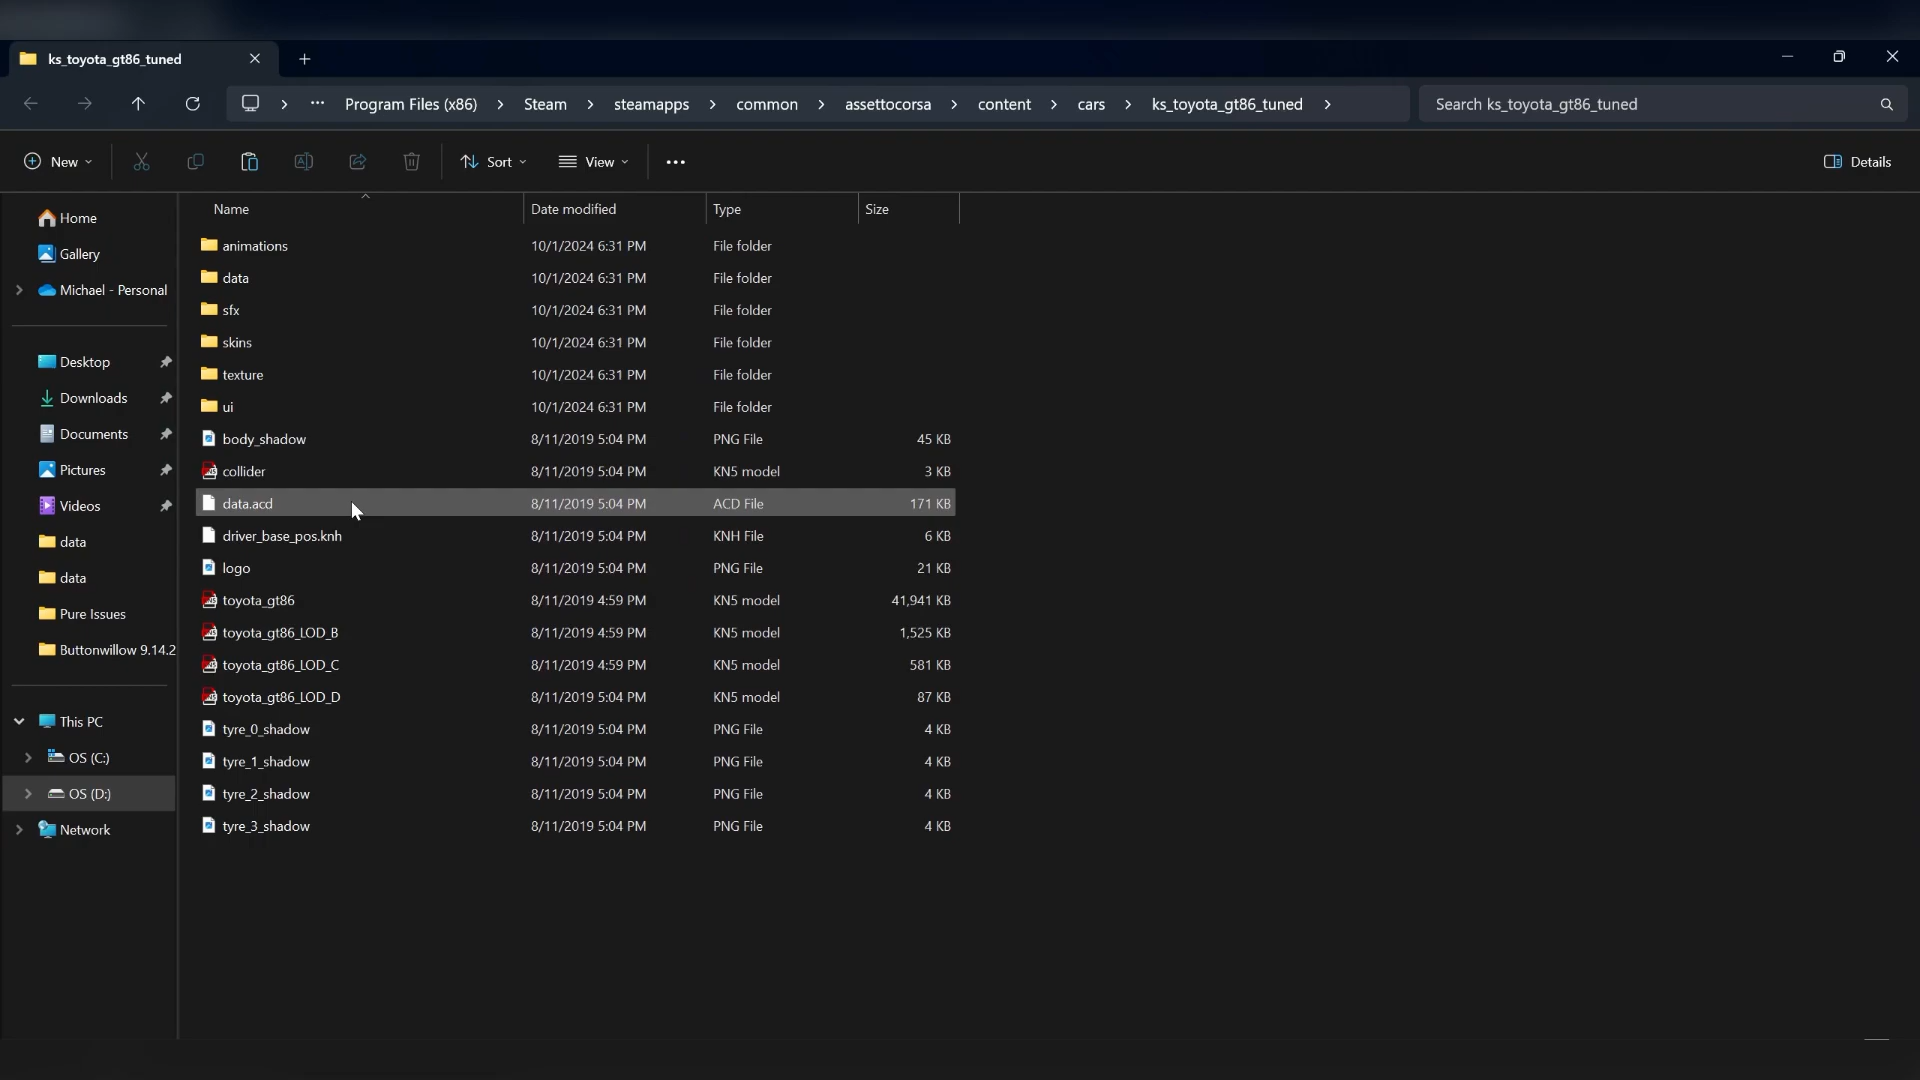 ks_toyota_gt86_tuned
Program Files (x86) Steam steamapps common assettocorsa content cars ks_toyota_gt86_tuned Search ks_toyota_gt86_tuned
New Sort View Details
Name Date modified Type Size
Home
Gallery
Michael - Personal
Desktop
Downloads
Documents
Pictures
Videos
data
data
Pure Issues
Buttonwillow 9.14.2
This PC
OS (C:)
OS (D:)
Network
animations 10/1/2024 6:31 PM File folder
data 10/1/2024 6:31 PM File folder
sfx 10/1/2024 6:31 PM File folder
skins 10/1/2024 6:31 PM File folder
texture 10/1/2024 6:31 PM File folder
ui 10/1/2024 6:31 PM File folder
body_shadow 8/11/2019 5:04 PM PNG File 45 KB
collider 8/11/2019 5:04 PM KN5 model 3 KB
data.acd 8/11/2019 5:04 PM ACD File 171 KB
driver_base_pos.knh 8/11/2019 5:04 PM KNH File 6 KB
logo 8/11/2019 5:04 PM PNG File 21 KB
toyota_gt86 8/11/2019 4:59 PM KN5 model 41,941 KB
toyota_gt86_LOD_B 8/11/2019 4:59 PM KN5 model 1,525 KB
toyota_gt86_LOD_C 8/11/2019 4:59 PM KN5 model 581 KB
toyota_gt86_LOD_D 8/11/2019 5:04 PM KN5 model 87 KB
tyre_0_shadow 8/11/2019 5:04 PM PNG File 4 KB
tyre_1_shadow 8/11/2019 5:04 PM PNG File 4 KB
tyre_2_shadow 8/11/2019 5:04 PM PNG File 4 KB
tyre_3_shadow 8/11/2019 5:04 PM PNG File 4 KB